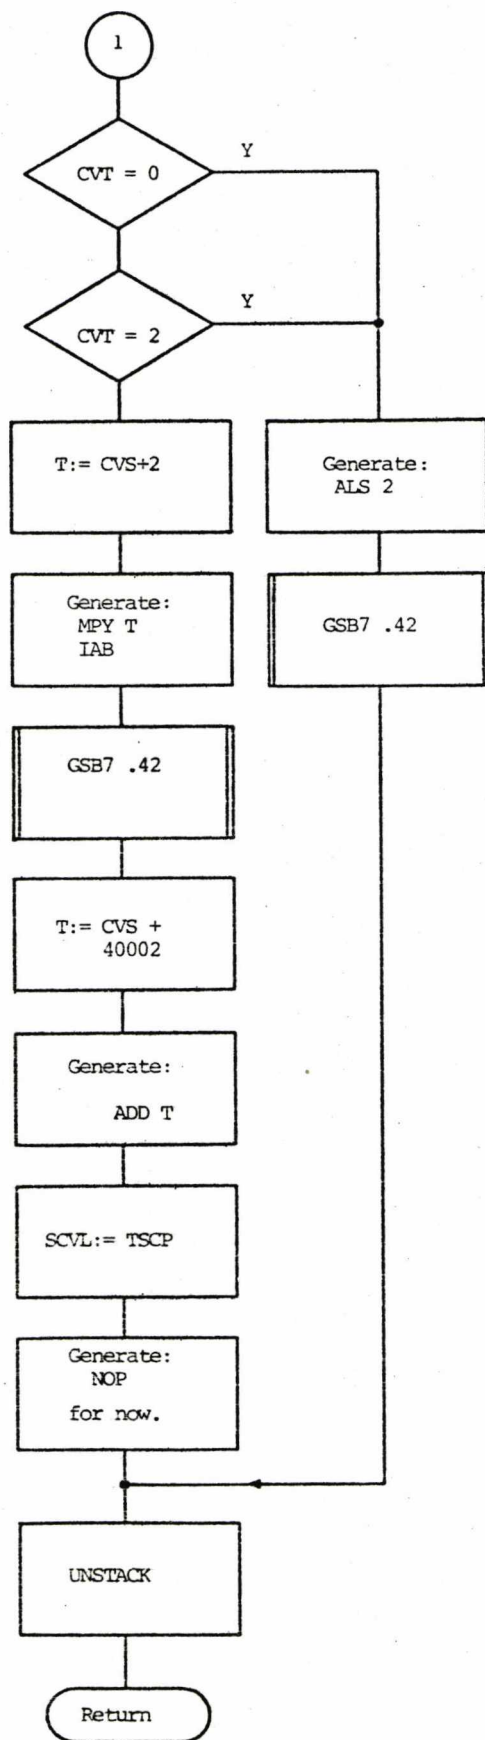 1
CVT = 0
Y
CVT = 2
Y
T:= CVS+2
Generate:
MPY T
IAB
GSB7 .42
T:= CVS +
40002
Generate:
ADD T
SCVL:= TSCP
Generate:
NOP
for now.
Generate:
ALS 2
GSB7 .42
UNSTACK
Return